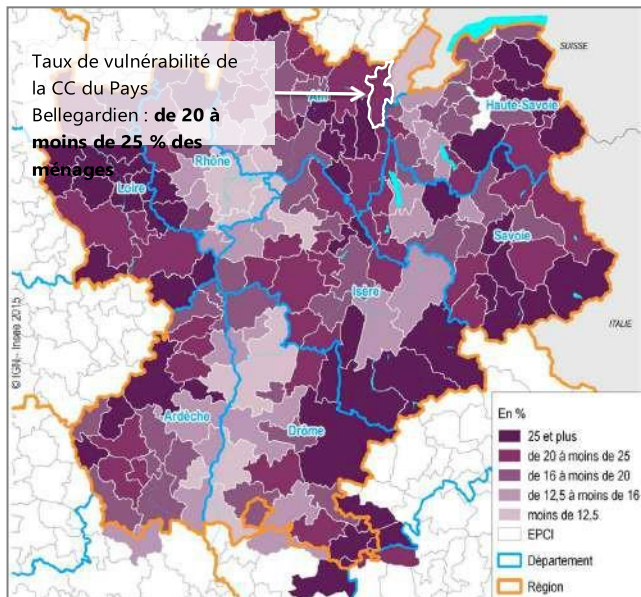 Taux de vulnérabilité de
la CC du Pays
Bellegardien : de 20 à
moins de 25 % des
ménages
SUISSE
Ain
Haute-Savoie
Rhône
Loire
Savoie
Isère
ITALIE
Ardèche
Drôme
© IGN - Insee 2015
En %
25 et plus
de 20 à moins de 25
de 16 à moins de 20
de 12,5 à moins de 16
moins de 12,5
EPCI
Département
Région